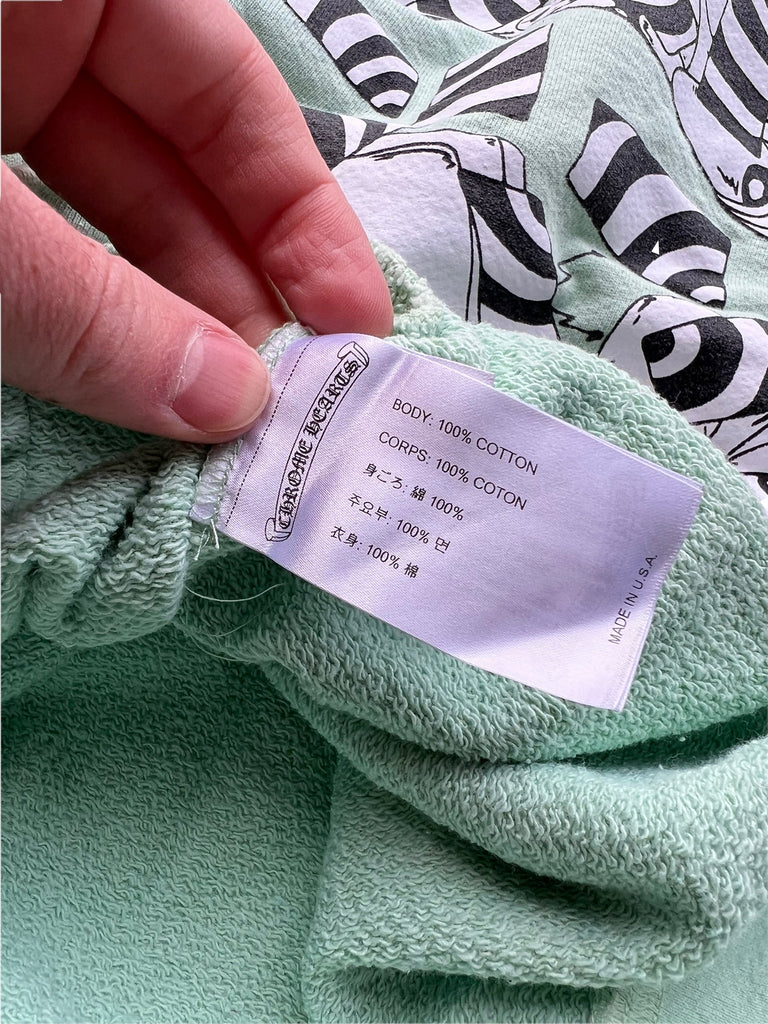 CHROME HEARTS
BODY: 100% COTTON
CORPS: 100% COTON
身ごろ: 綿 100%
주요부: 100% 면
衣身: 100% 棉
MADE IN U.S.A.